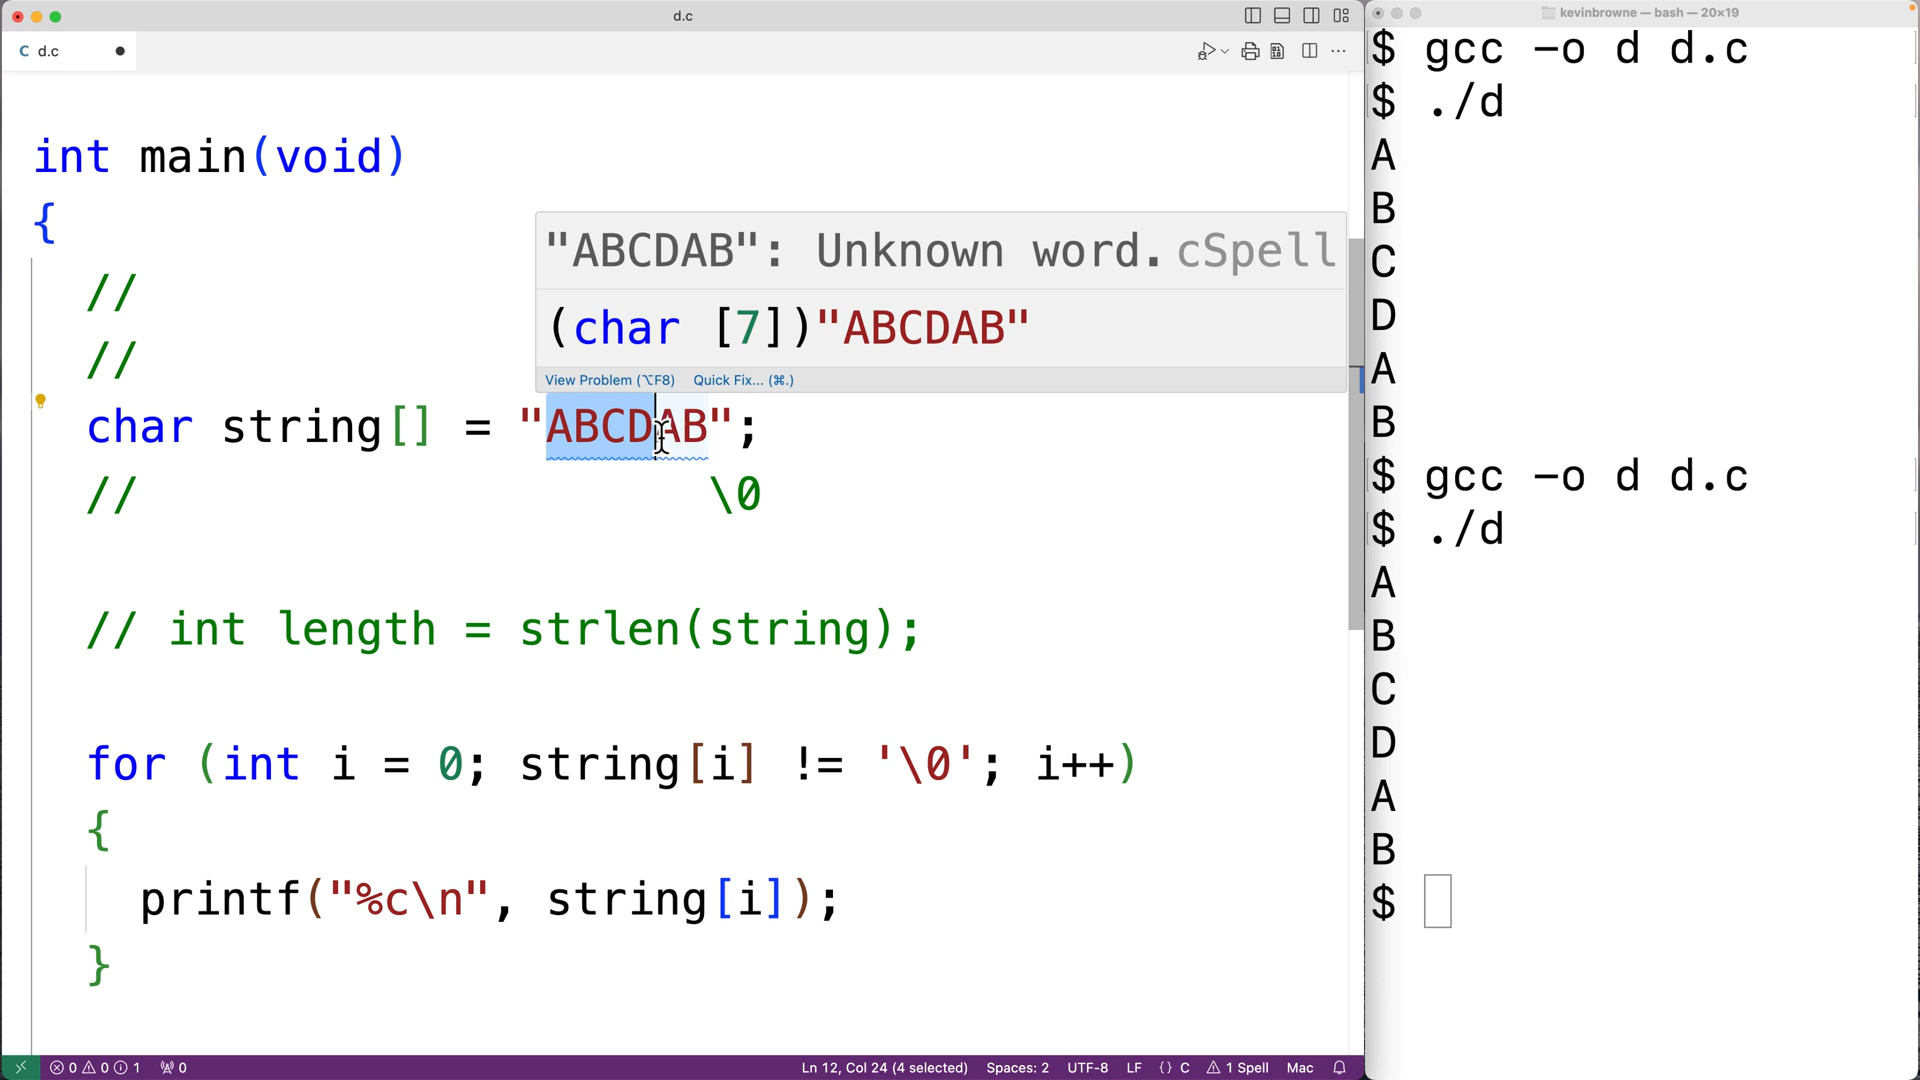 d.c
C d.c
int main(void)
{
//
//
char string[] = "ABCDAB";
// \0
// int length = strlen(string);
for (int i = 0; string[i] != '\0'; i++)
{
printf("%c\n", string[i]);
}
"ABCDAB": Unknown word. cSpell
(char [7])"ABCDAB"
View Problem (⌥F8) Quick Fix... (⌘.)
0 0 1 0 Ln 12, Col 24 (4 selected) Spaces: 2 UTF-8 LF {} C 1 Spell Mac
kevinbrowne — bash — 20×19
$ gcc -o d d.c
$ ./d
A
B
C
D
A
B
$ gcc -o d d.c
$ ./d
A
B
C
D
A
B
$